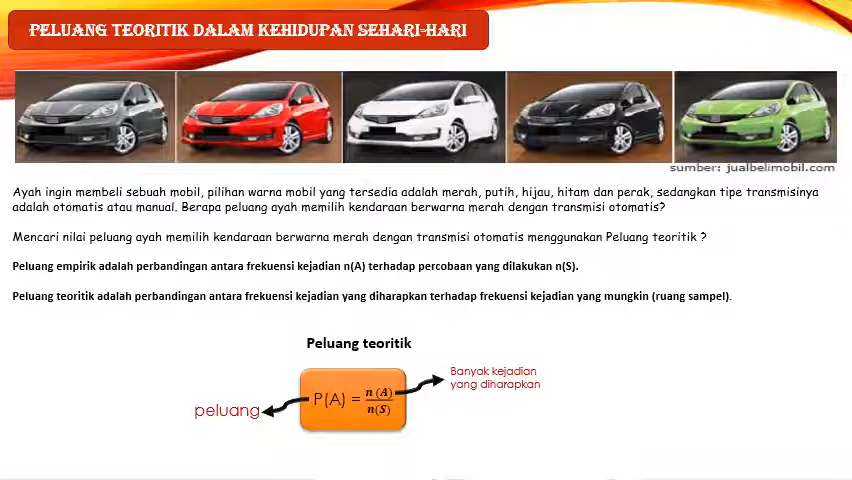 PELUANG TEORITIK DALAM KEHIDUPAN SEHARI-HARI
sumber: jualbelimobil.com
Ayah ingin membeli sebuah mobil, pilihan warna mobil yang tersedia adalah merah, putih, hijau, hitam dan perak, sedangkan tipe transmisinya
adalah otomatis atau manual. Berapa peluang ayah memilih kendaraan berwarna merah dengan transmisi otomatis?
Mencari nilai peluang ayah memilih kendaraan berwarna merah dengan transmisi otomatis menggunakan Peluang teoritik ?
Peluang empirik adalah perbandingan antara frekuensi kejadian n(A) terhadap percobaan yang dilakukan n(S).
Peluang teoritik adalah perbandingan antara frekuensi kejadian yang diharapkan terhadap frekuensi kejadian yang mungkin (ruang sampel).
Peluang teoritik
Banyak kejadian
yang diharapkan
P(A) = n (A)/n(S)
peluang